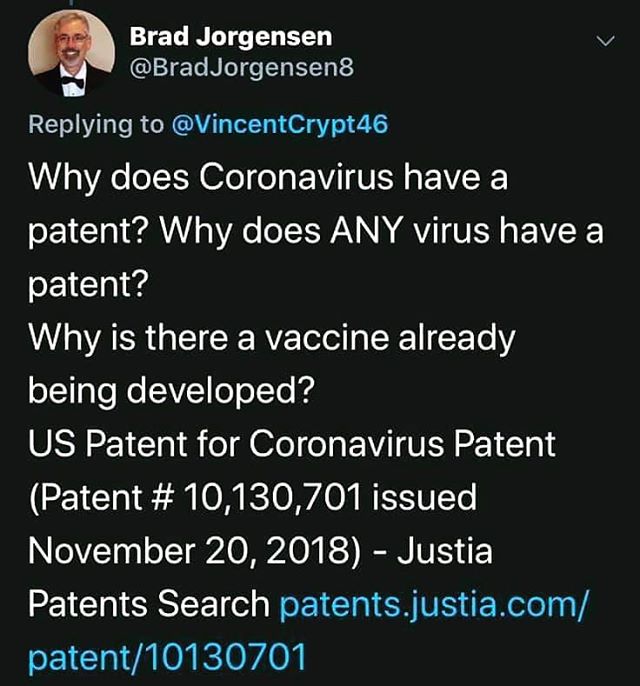 Brad Jorgensen
@BradJorgensen8
Replying to @VincentCrypt46
Why does Coronavirus have a
patent? Why does ANY virus have a
patent?
Why is there a vaccine already
being developed?
US Patent for Coronavirus Patent
(Patent # 10,130,701 issued
November 20, 2018) - Justia
Patents Search patents.justia.com/
patent/10130701